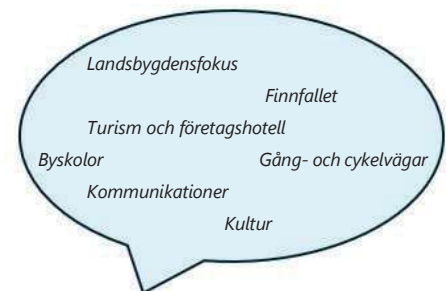 Landsbygdensfokus
Finnfallet
Turism och företagshotell
Byskolor
Gång- och cykelvägar
Kommunikationer
Kultur